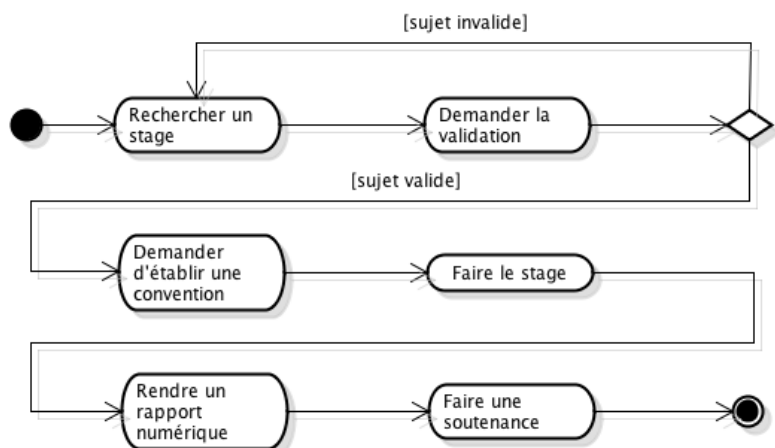 [sujet invalide]
Rechercher un
stage
Demander la
validation
[sujet valide]
Demander
d'établir une
convention
Faire le stage
Rendre un
rapport
numérique
Faire une
soutenance